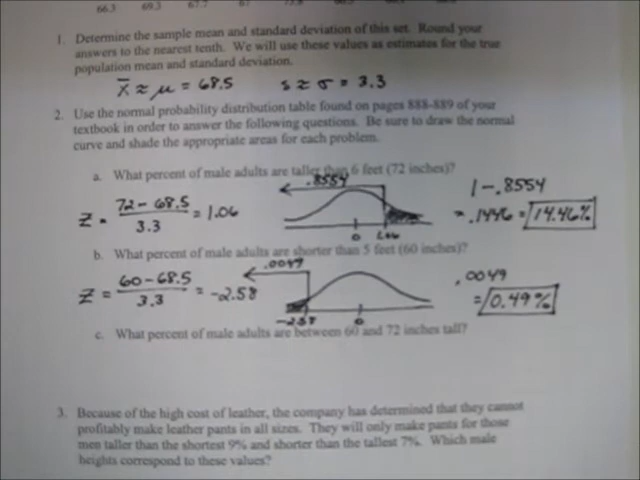 66.3 69.3 67.7 67
1. Determine the sample mean and standard deviation of this set. Round your
answers to the nearest tenth. We will use these values as estimates for the true
population mean and standard deviation.
x̄ ≈ μ = 68.5 s ≈ σ = 3.3
2. Use the normal probability distribution table found on pages 888-889 of your
textbook in order to answer the following questions. Be sure to draw the normal
curve and shade the appropriate areas for each problem.
a. What percent of male adults are taller than 6 feet (72 inches)?
.8554
1 - .8554
z = 72 - 68.5 / 3.3 = 1.06
= .1446 = 14.46%
0 1.06
b. What percent of male adults are shorter than 5 feet (60 inches)?
.0049
.0049
z = 60 - 68.5 / 3.3 = -2.58
= 0.49%
-2.58 0
c. What percent of male adults are between 60 and 72 inches tall?
3. Because of the high cost of leather, the company has determined that they cannot
profitably make leather pants in all sizes. They will only make pants for those
men taller than the shortest 9% and shorter than the tallest 7%. Which male
heights correspond to these values?